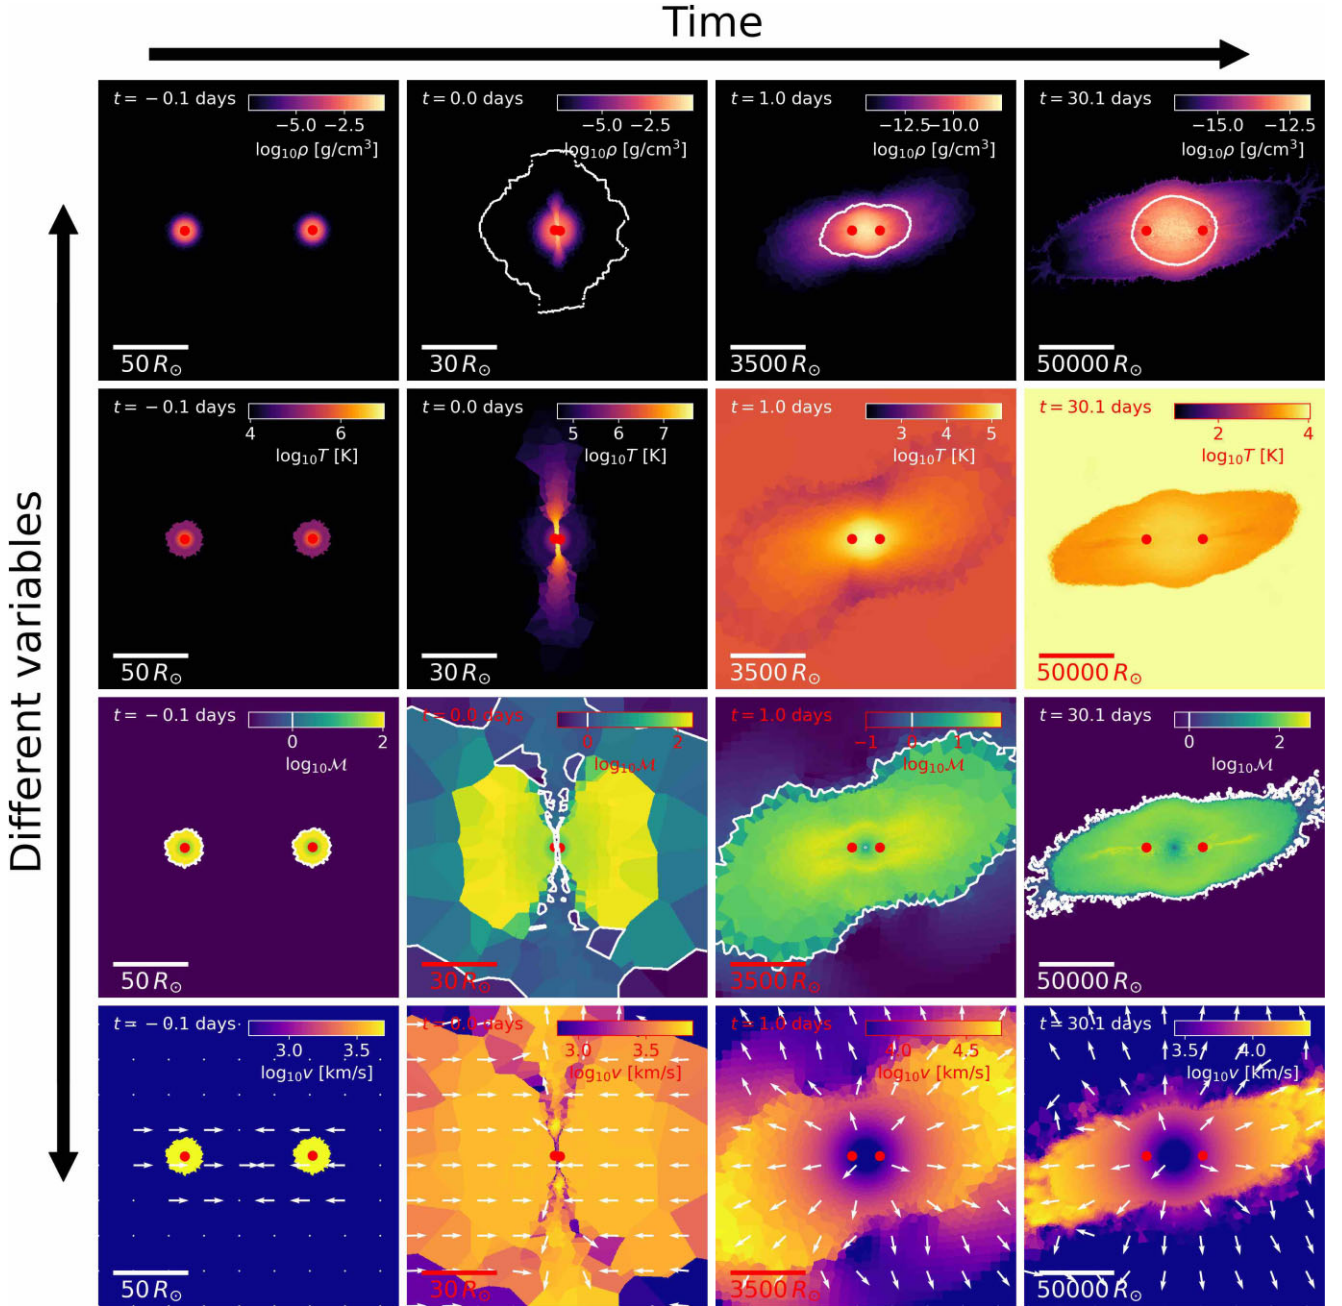 Time
Different variables
t = −0.1 days
−5.0 −2.5
log₁₀ρ [g/cm³]
50 R☉
t = 0.0 days
−5.0 −2.5
log₁₀ρ [g/cm³]
30 R☉
t = 1.0 days
−12.5 −10.0
log₁₀ρ [g/cm³]
3500 R☉
t = 30.1 days
−15.0 −12.5
log₁₀ρ [g/cm³]
50000 R☉
t = −0.1 days
4 6
log₁₀T [K]
50 R☉
t = 0.0 days
5 6 7
log₁₀T [K]
30 R☉
t = 1.0 days
3 4 5
log₁₀T [K]
3500 R☉
t = 30.1 days
2 4
log₁₀T [K]
50000 R☉
t = −0.1 days
0 2
log₁₀ℳ
50 R☉
t = 0.0 days
0 2
log₁₀ℳ
30 R☉
t = 1.0 days
−1 0 1
log₁₀ℳ
3500 R☉
t = 30.1 days
0 2
log₁₀ℳ
50000 R☉
t = −0.1 days
3.0 3.5
log₁₀v [km/s]
50 R☉
t = 0.0 days
3.0 3.5
log₁₀v [km/s]
30 R☉
t = 1.0 days
4.0 4.5
log₁₀v [km/s]
3500 R☉
t = 30.1 days
3.5 4.0
log₁₀v [km/s]
50000 R☉